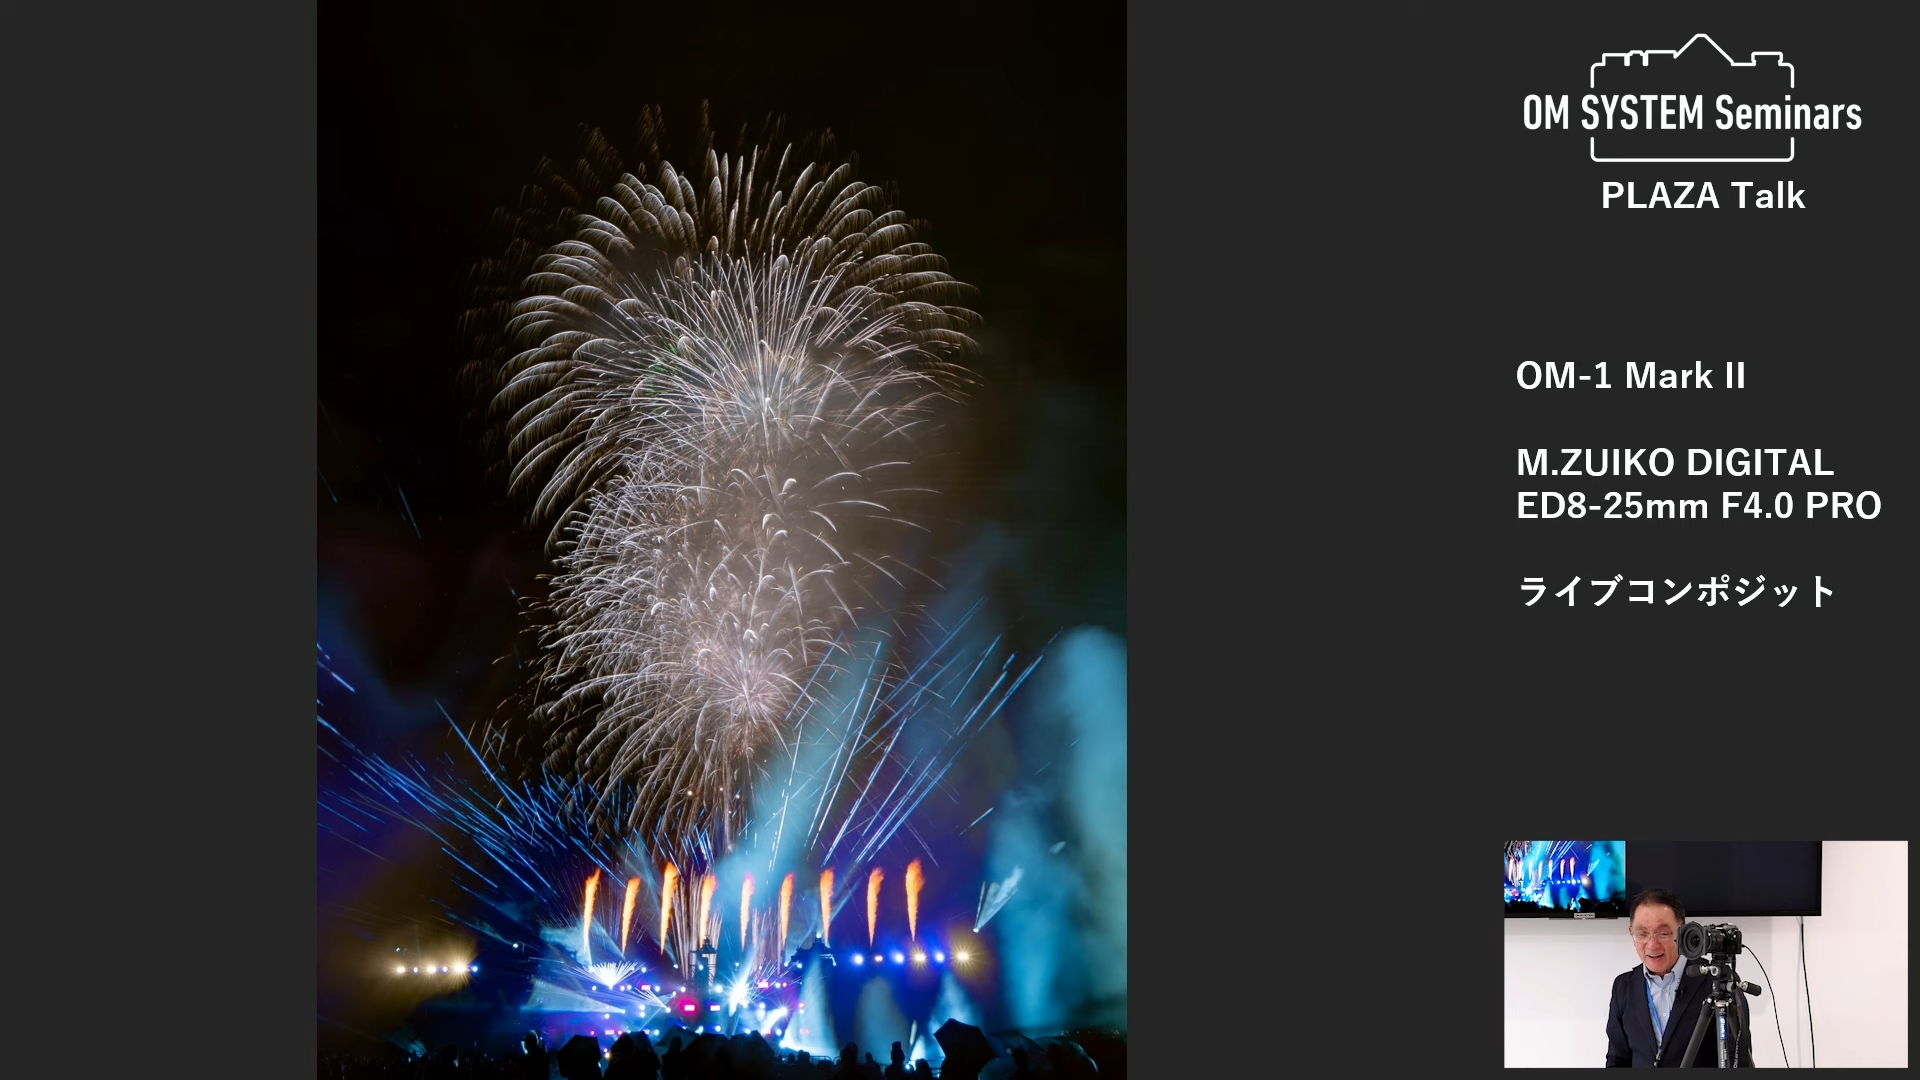 OM SYSTEM Seminars
PLAZA Talk
OM-1 Mark II
M.ZUIKO DIGITAL
ED8-25mm F4.0 PRO
ライブコンポジット